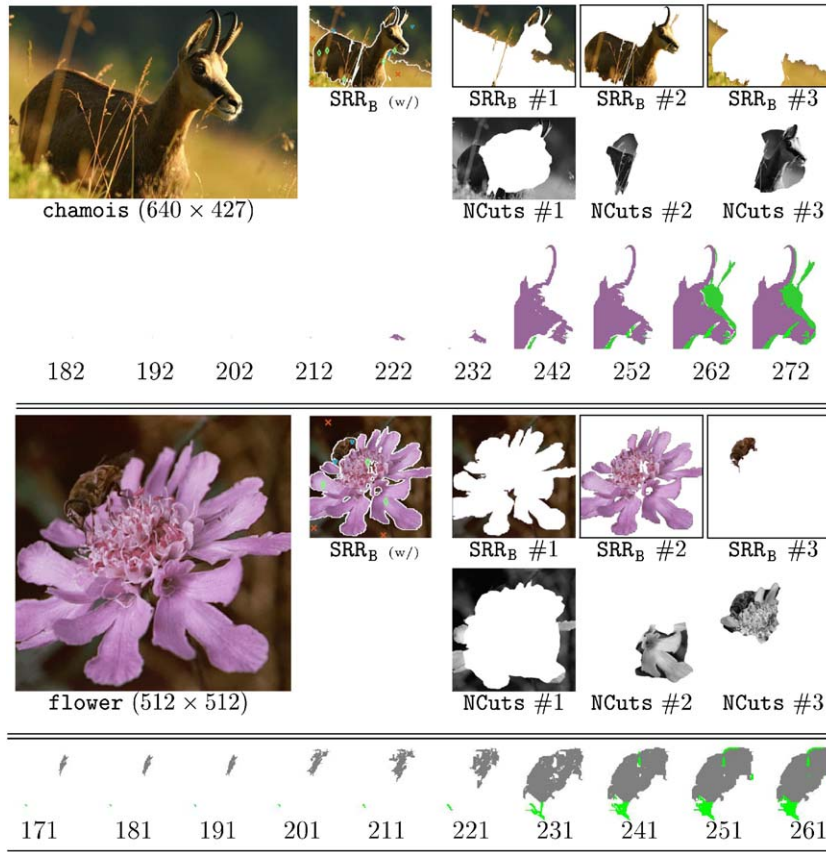 SRR_B (w/) SRR_B #1 SRR_B #2 SRR_B #3
chamois (640 × 427) NCuts #1 NCuts #2 NCuts #3
182 192 202 212 222 232 242 252 262 272
SRR_B (w/) SRR_B #1 SRR_B #2 SRR_B #3
flower (512 × 512) NCuts #1 NCuts #2 NCuts #3
171 181 191 201 211 221 231 241 251 261